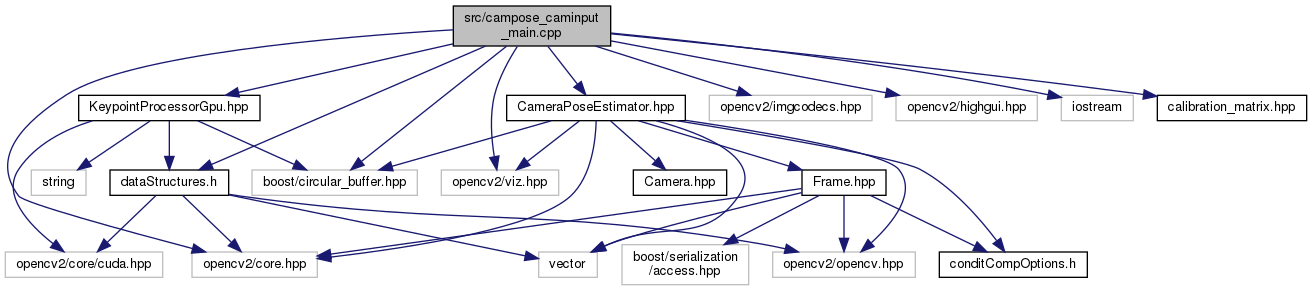 src/campose_caminput
_main.cpp
KeypointProcessorGpu.hpp
CameraPoseEstimator.hpp
opencv2/imgcodecs.hpp
opencv2/highgui.hpp
iostream
calibration_matrix.hpp
string
dataStructures.h
boost/circular_buffer.hpp
opencv2/viz.hpp
Camera.hpp
Frame.hpp
opencv2/core/cuda.hpp
opencv2/core.hpp
vector
boost/serialization
/access.hpp
opencv2/opencv.hpp
conditCompOptions.h